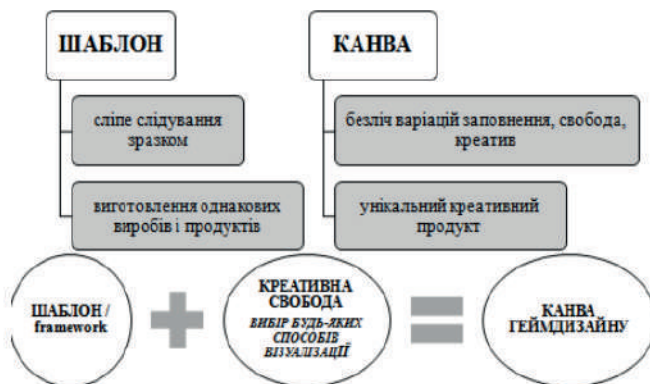 ШАБЛОН
КАНВА
сліпе слідування
зразком
безліч варіацій заповнення, свобода,
креатив
виготовлення однакових
виробів і продуктів
унікальний креативний
продукт
ШАБЛОН /
framework
КРЕАТИВНА
СВОБОДА
ВИБІР БУДЬ-ЯКИХ
СПОСОБІВ
ВІЗУАЛІЗАЦІЇ
КАНВА
ГЕЙМДИЗАЙНУ